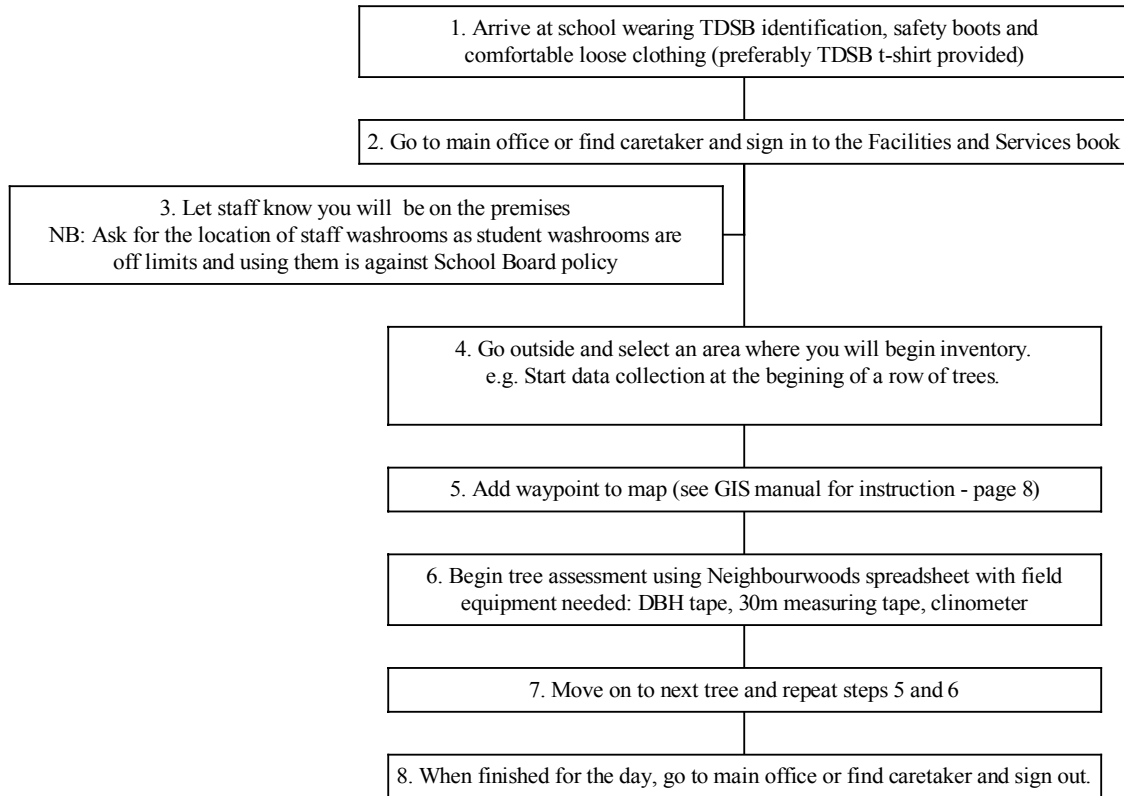 1. Arrive at school wearing TDSB identification, safety boots and
comfortable loose clothing (preferably TDSB t-shirt provided)
2. Go to main office or find caretaker and sign in to the Facilities and Services book
3. Let staff know you will be on the premises
NB: Ask for the location of staff washrooms as student washrooms are
off limits and using them is against School Board policy
4. Go outside and select an area where you will begin inventory.
e.g. Start data collection at the begining of a row of trees.
5. Add waypoint to map (see GIS manual for instruction - page 8)
6. Begin tree assessment using Neighbourwoods spreadsheet with field
equipment needed: DBH tape, 30m measuring tape, clinometer
7. Move on to next tree and repeat steps 5 and 6
8. When finished for the day, go to main office or find caretaker and sign out.